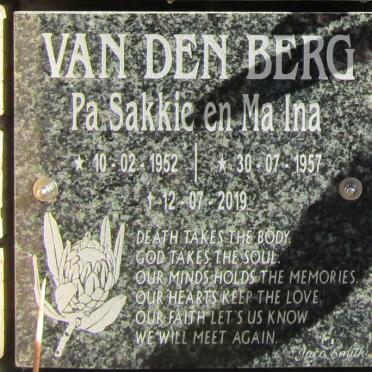 VAN DEN BERG
Pa Sakkie en Ma Ina
★ 10 - 02 - 1952 | ★ 30 - 07 - 1957
† 12 - 07 - 2019
DEATH TAKES THE BODY.
GOD TAKES THE SOUL.
OUR MINDS HOLDS THE MEMORIES
OUR HEARTS KEEP THE LOVE.
OUR FAITH LET'S US KNOW
WE WILL MEET AGAIN.
Jaco Smith